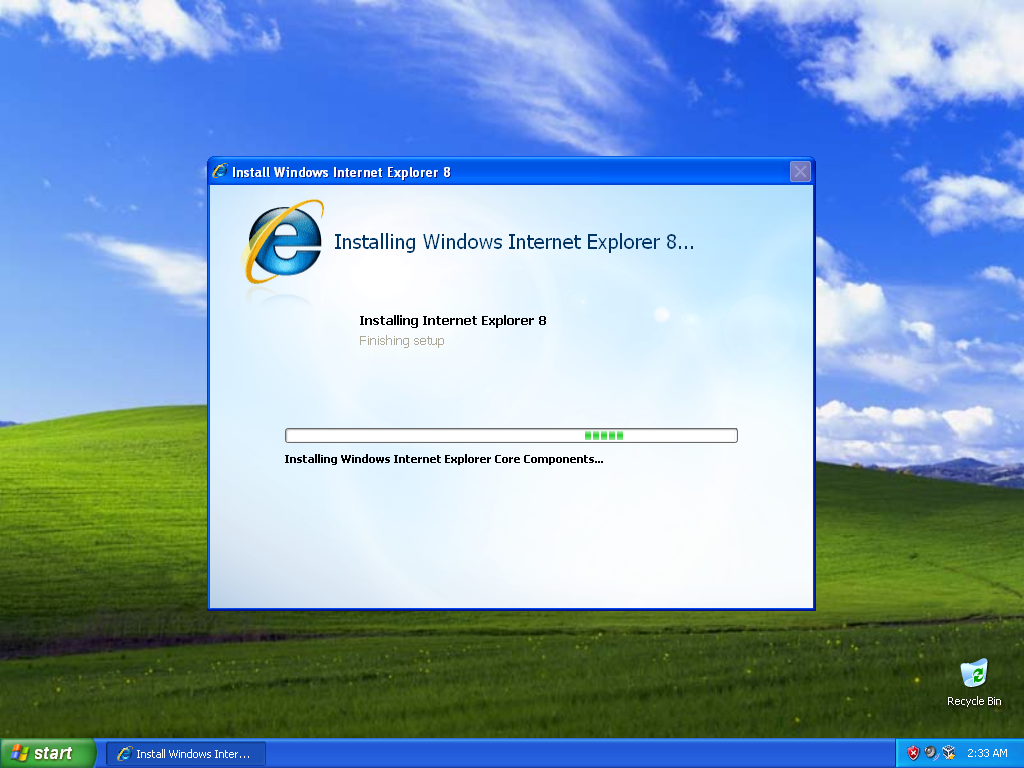 Install Windows Internet Explorer 8
Installing Windows Internet Explorer 8...
Installing Internet Explorer 8
Finishing setup
Installing Windows Internet Explorer Core Components...
Recycle Bin
start
Install Windows Inter...
2:33 AM